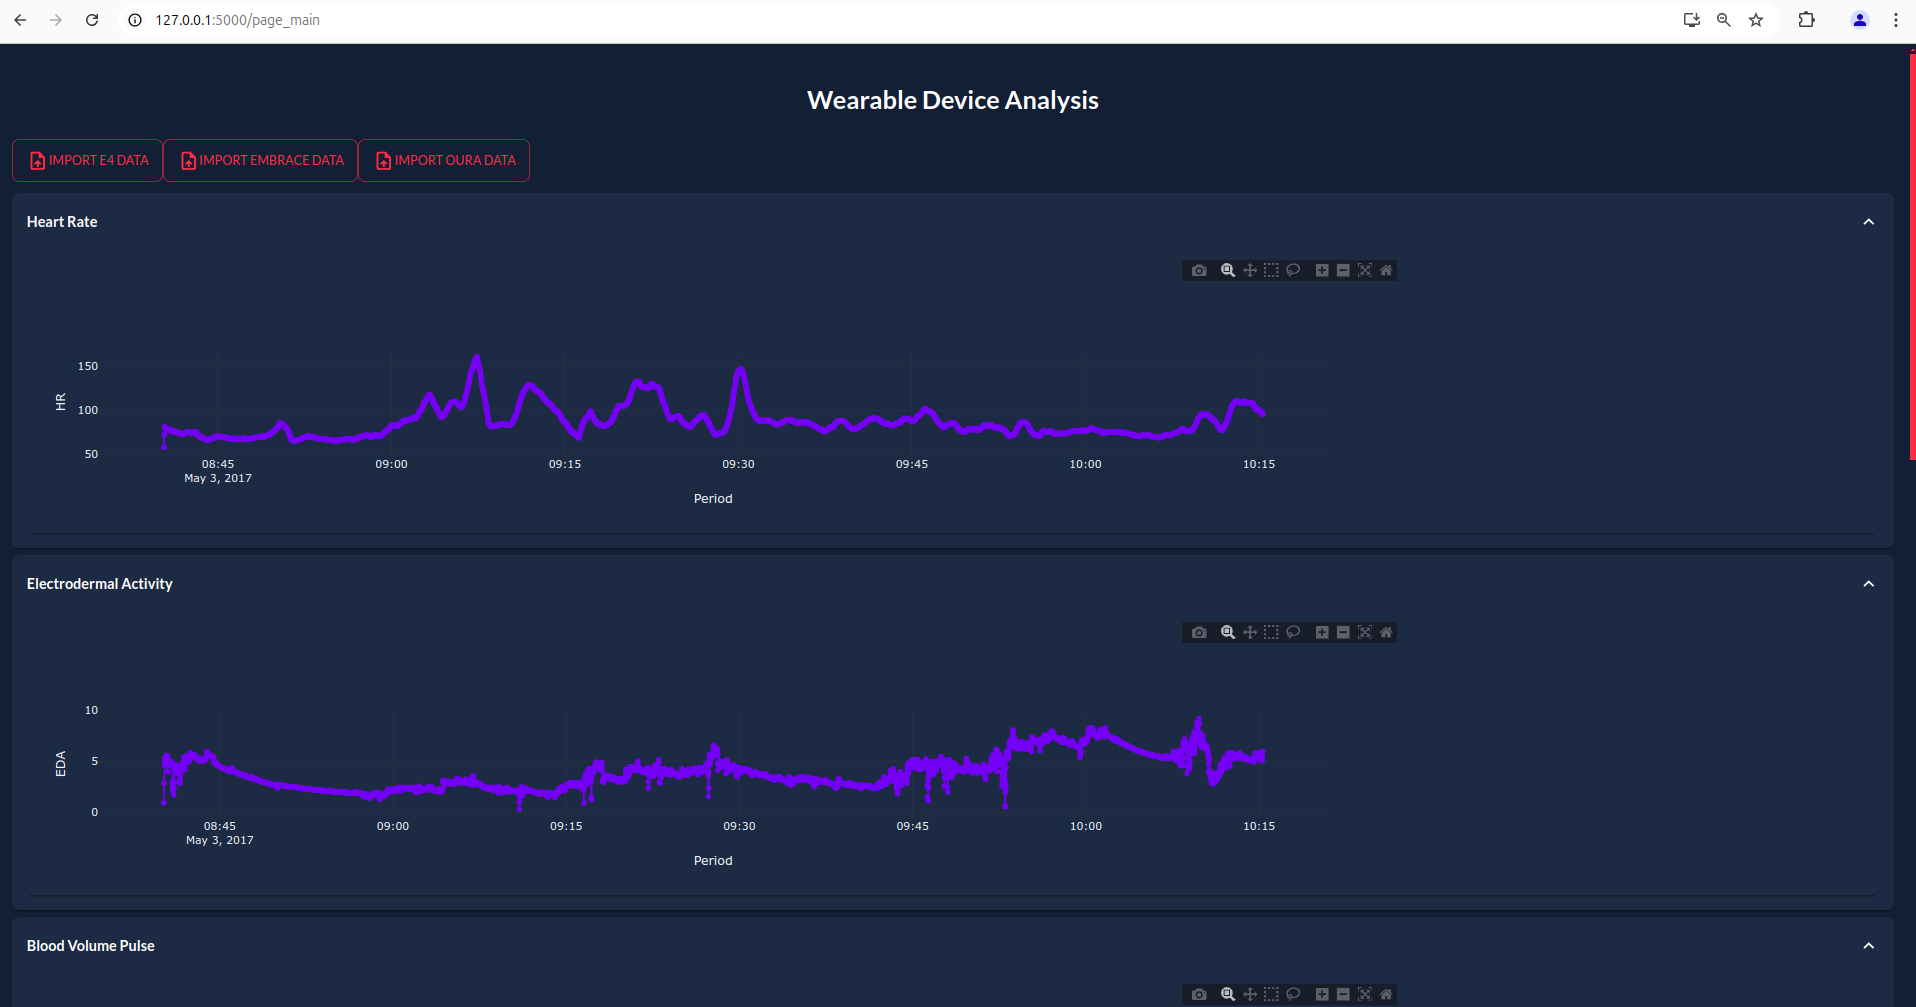 127.0.0.1:5000/page_main
Wearable Device Analysis
IMPORT E4 DATA IMPORT EMBRACE DATA IMPORT OURA DATA
Heart Rate
150
100
50
HR
08:45 09:00 09:15 09:30 09:45 10:00 10:15
May 3, 2017
Period
Electrodermal Activity
10
5
0
EDA
08:45 09:00 09:15 09:30 09:45 10:00 10:15
May 3, 2017
Period
Blood Volume Pulse